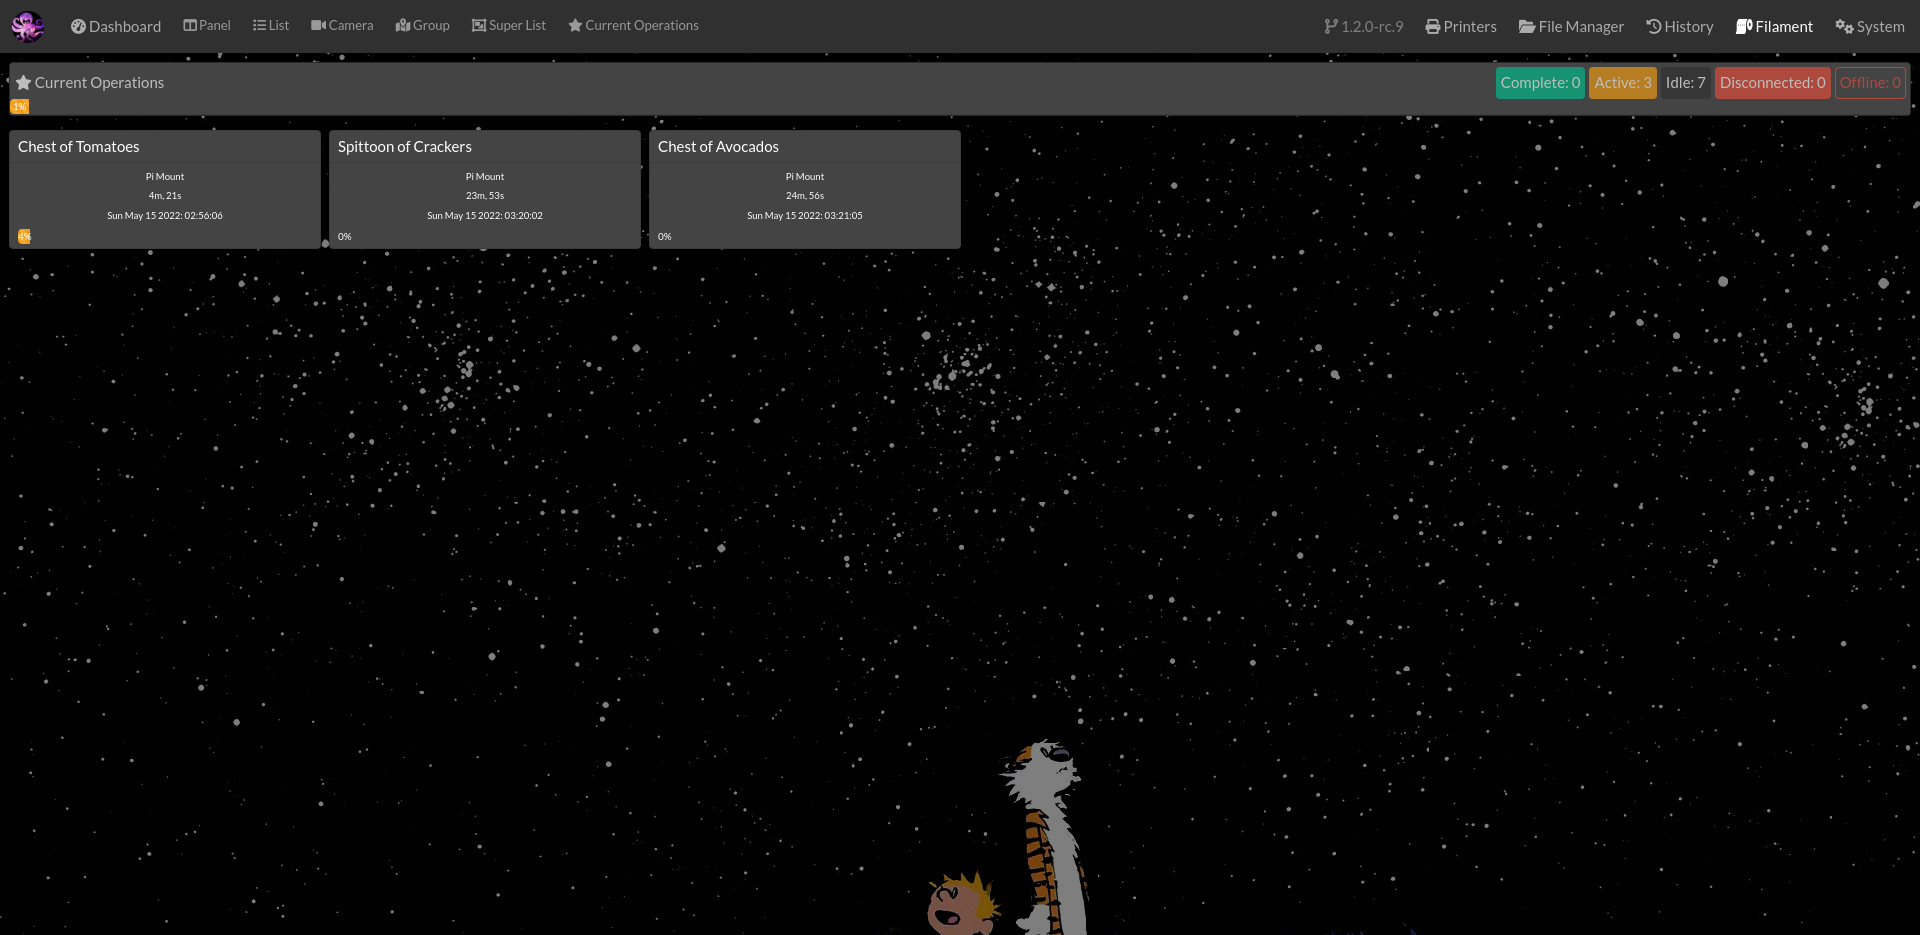 Dashboard Panel List Camera Group Super List Current Operations 1.2.0-rc.9 Printers File Manager History Filament System
Current Operations Complete: 0 Active: 3 Idle: 7 Disconnected: 0 Offline: 0
1%
Chest of Tomatoes
Pi Mount
4m, 21s
Sun May 15 2022: 02:56:06
4%
Spittoon of Crackers
Pi Mount
23m, 53s
Sun May 15 2022: 03:20:02
0%
Chest of Avocados
Pi Mount
24m, 56s
Sun May 15 2022: 03:21:05
0%